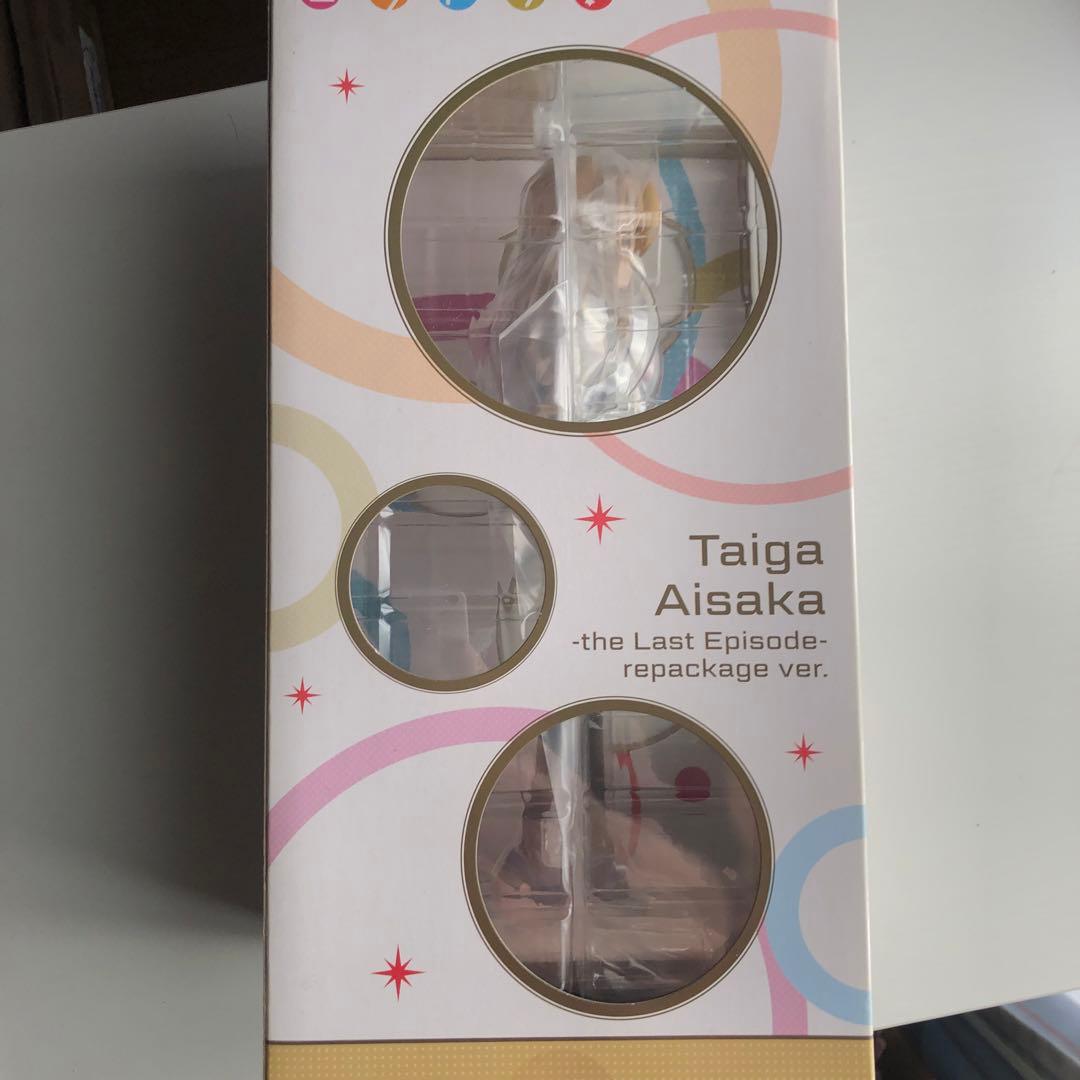 Taiga
Aisaka
-the Last Episode-
repackage ver.